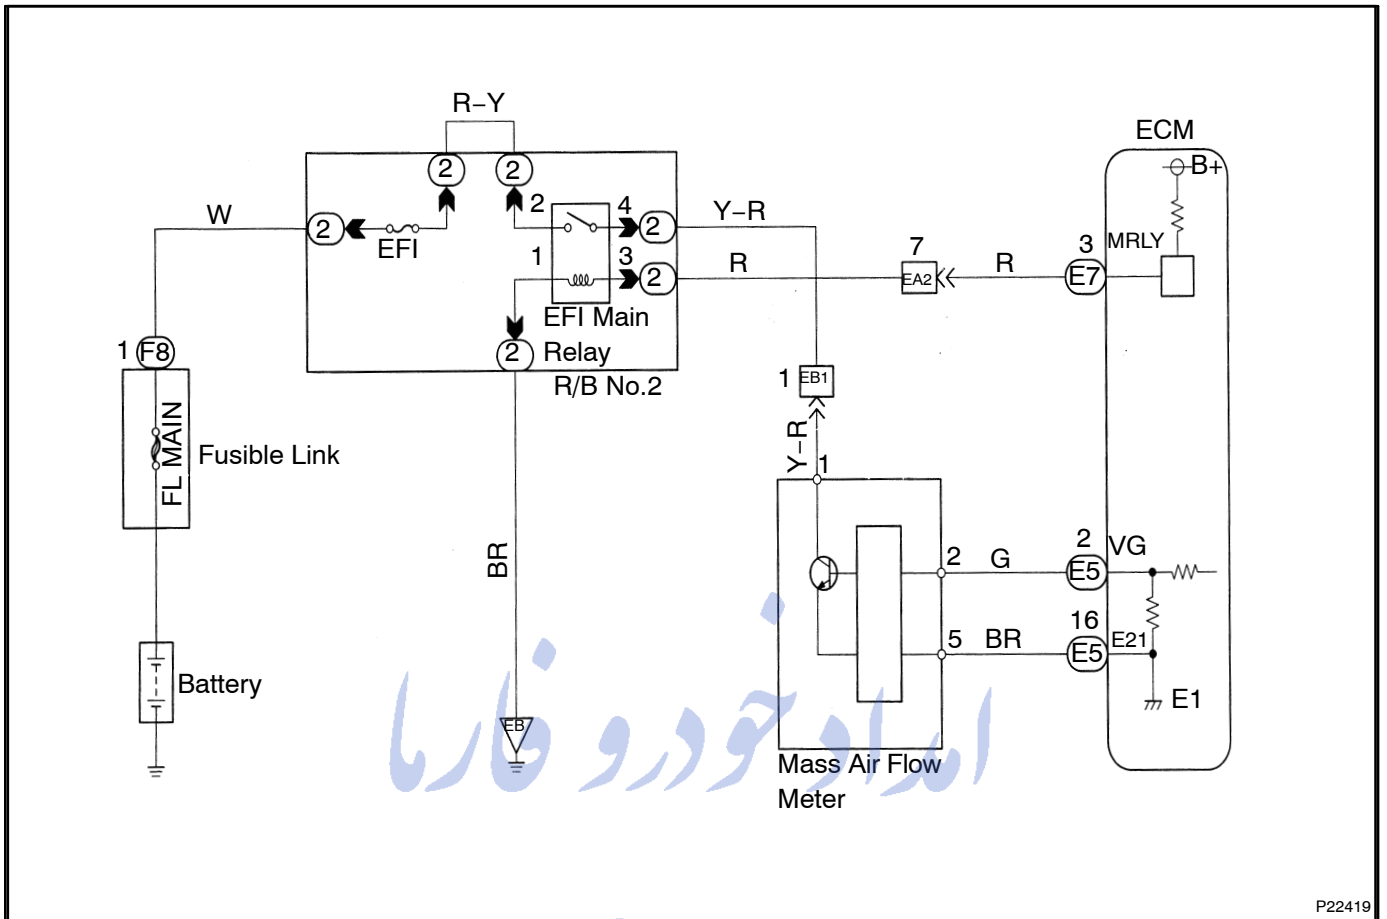 R–Y
ECM
B+
2
2
W
2
EFI
2
4
2
Y–R
1
3
2
R
7
EA2
R
3
E7
MRLY
EFI Main
2
Relay
R/B No.2
1
F8
FL MAIN
Fusible Link
1
EB1
Y–R
1
BR
2
G
2
E5
VG
5
BR
16
E5
E21
E1
Battery
EB
امداد خودرو فارما
Mass Air Flow
Meter
P22419